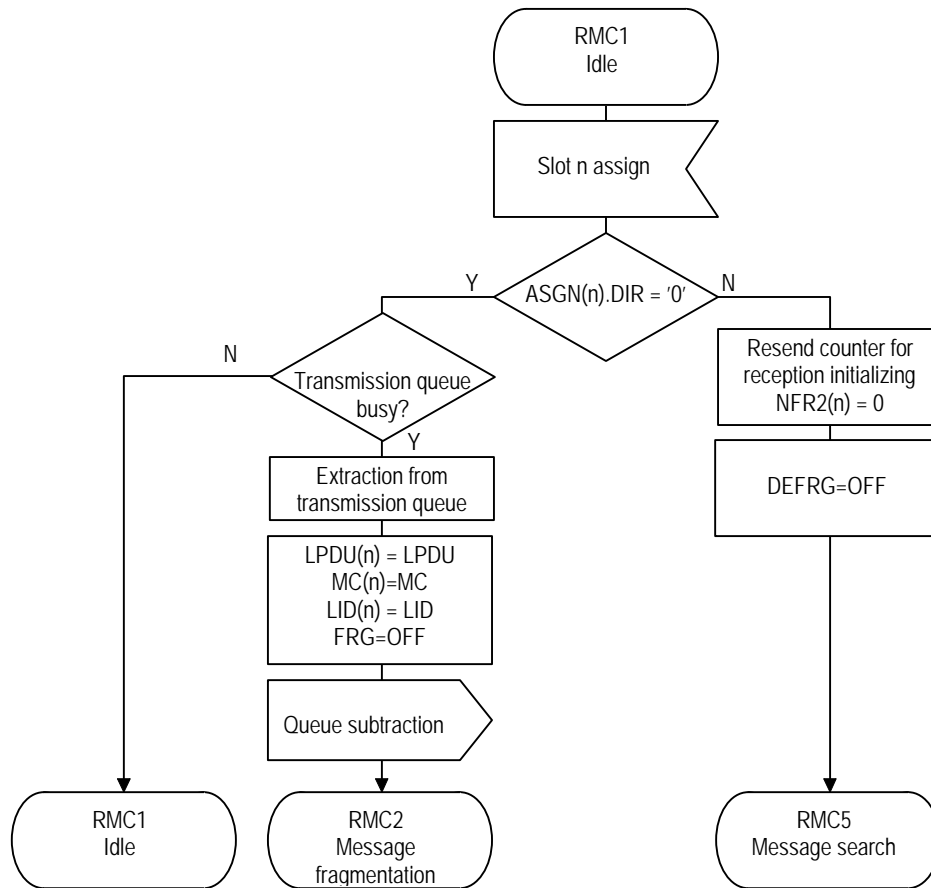 RMC1
Idle
Slot n assign
Y
ASGN(n).DIR = '0'
N
N
Transmission queue
busy?
Y
Resend counter for
reception initializing
NFR2(n) = 0
Extraction from
transmission queue
DEFRG=OFF
LPDU(n) = LPDU
MC(n)=MC
LID(n) = LID
FRG=OFF
Queue subtraction
RMC1
Idle
RMC2
Message
fragmentation
RMC5
Message search